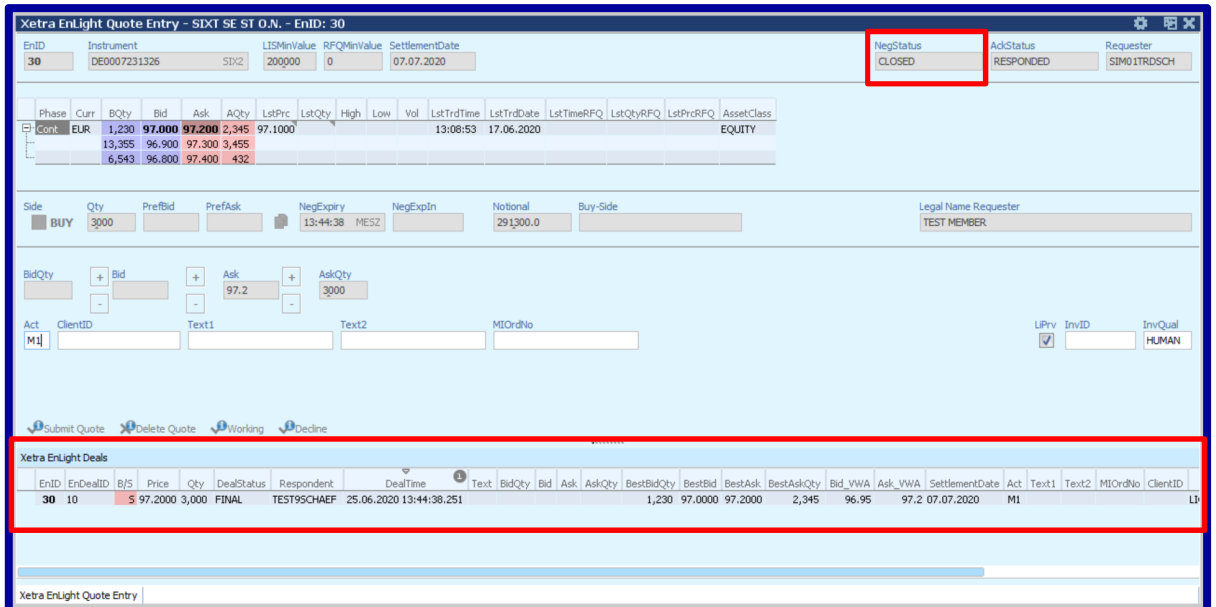 Xetra EnLight Quote Entry - SIXT SE ST O.N. - EnID: 30
EnID Instrument LISMinValue RFQMinValue SettlementDate NegStatus AckStatus Requester
30 DE0007231326 SIX2 200,000 0 07.07.2020 CLOSED RESPONDED SIM01TRDSCH
Phase Curr BQty Bid Ask AQty LstPrc LstQty High Low Vol LstTrdTime LstTrdDate LstTimeRFQ LstQtyRFQ LstPrcRFQ AssetClass
Cont EUR 1,230 97.000 97.200 2,345 97.1000 13:08:53 17.06.2020 EQUITY
13,355 96.900 97.300 3,455
6,543 96.800 97.400 432
Side Qty PrefBid PrefAsk NegExpiry NegExpIn Notional Buy-Side Legal Name Requester
BUY 3000 13:44:38 MESZ 291300.0 TEST MEMBER
BidQty + Bid + Ask + AskQty
97.2 3000
- - -
Act ClientID Text1 Text2 MIOrdNo LiPrv InvID InvQual
M1 HUMAN
Submit Quote Delete Quote Working Decline
Xetra EnLight Deals
EnID EnDealID B/S Price Qty DealStatus Respondent DealTime 1 Text BidQty Bid Ask AskQty BestBidQty BestBid BestAsk BestAskQty Bid_VWA Ask_VWA SettlementDate Act Text1 Text2 MIOrdNo ClientID
30 10 S 97.2000 3,000 FINAL TEST9SCHAEF 25.06.2020 13:44:38.251 1,230 97.0000 97.2000 2,345 96.95 97.2 07.07.2020 M1
Xetra EnLight Quote Entry